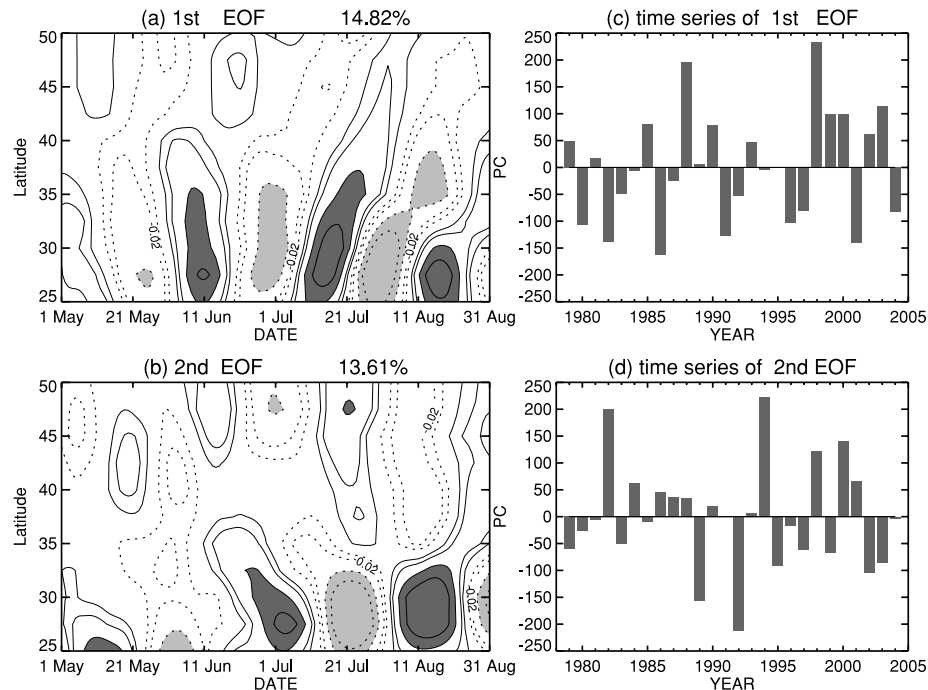 (a) 1st EOF 14.82%
50
45
40
35
30
25
Latitude
-0.02
-0.02
-0.02
1 May 21 May 11 Jun 1 Jul 21 Jul 11 Aug 31 Aug
DATE
(c) time series of 1st EOF
250
200
150
100
50
0
-50
-100
-150
-200
-250
PC
1980 1985 1990 1995 2000 2005
YEAR
(b) 2nd EOF 13.61%
50
45
40
35
30
25
Latitude
-0.02
-0.02
-0.02
1 May 21 May 11 Jun 1 Jul 21 Jul 11 Aug 31 Aug
DATE
(d) time series of 2nd EOF
250
200
150
100
50
0
-50
-100
-150
-200
-250
PC
1980 1985 1990 1995 2000 2005
YEAR